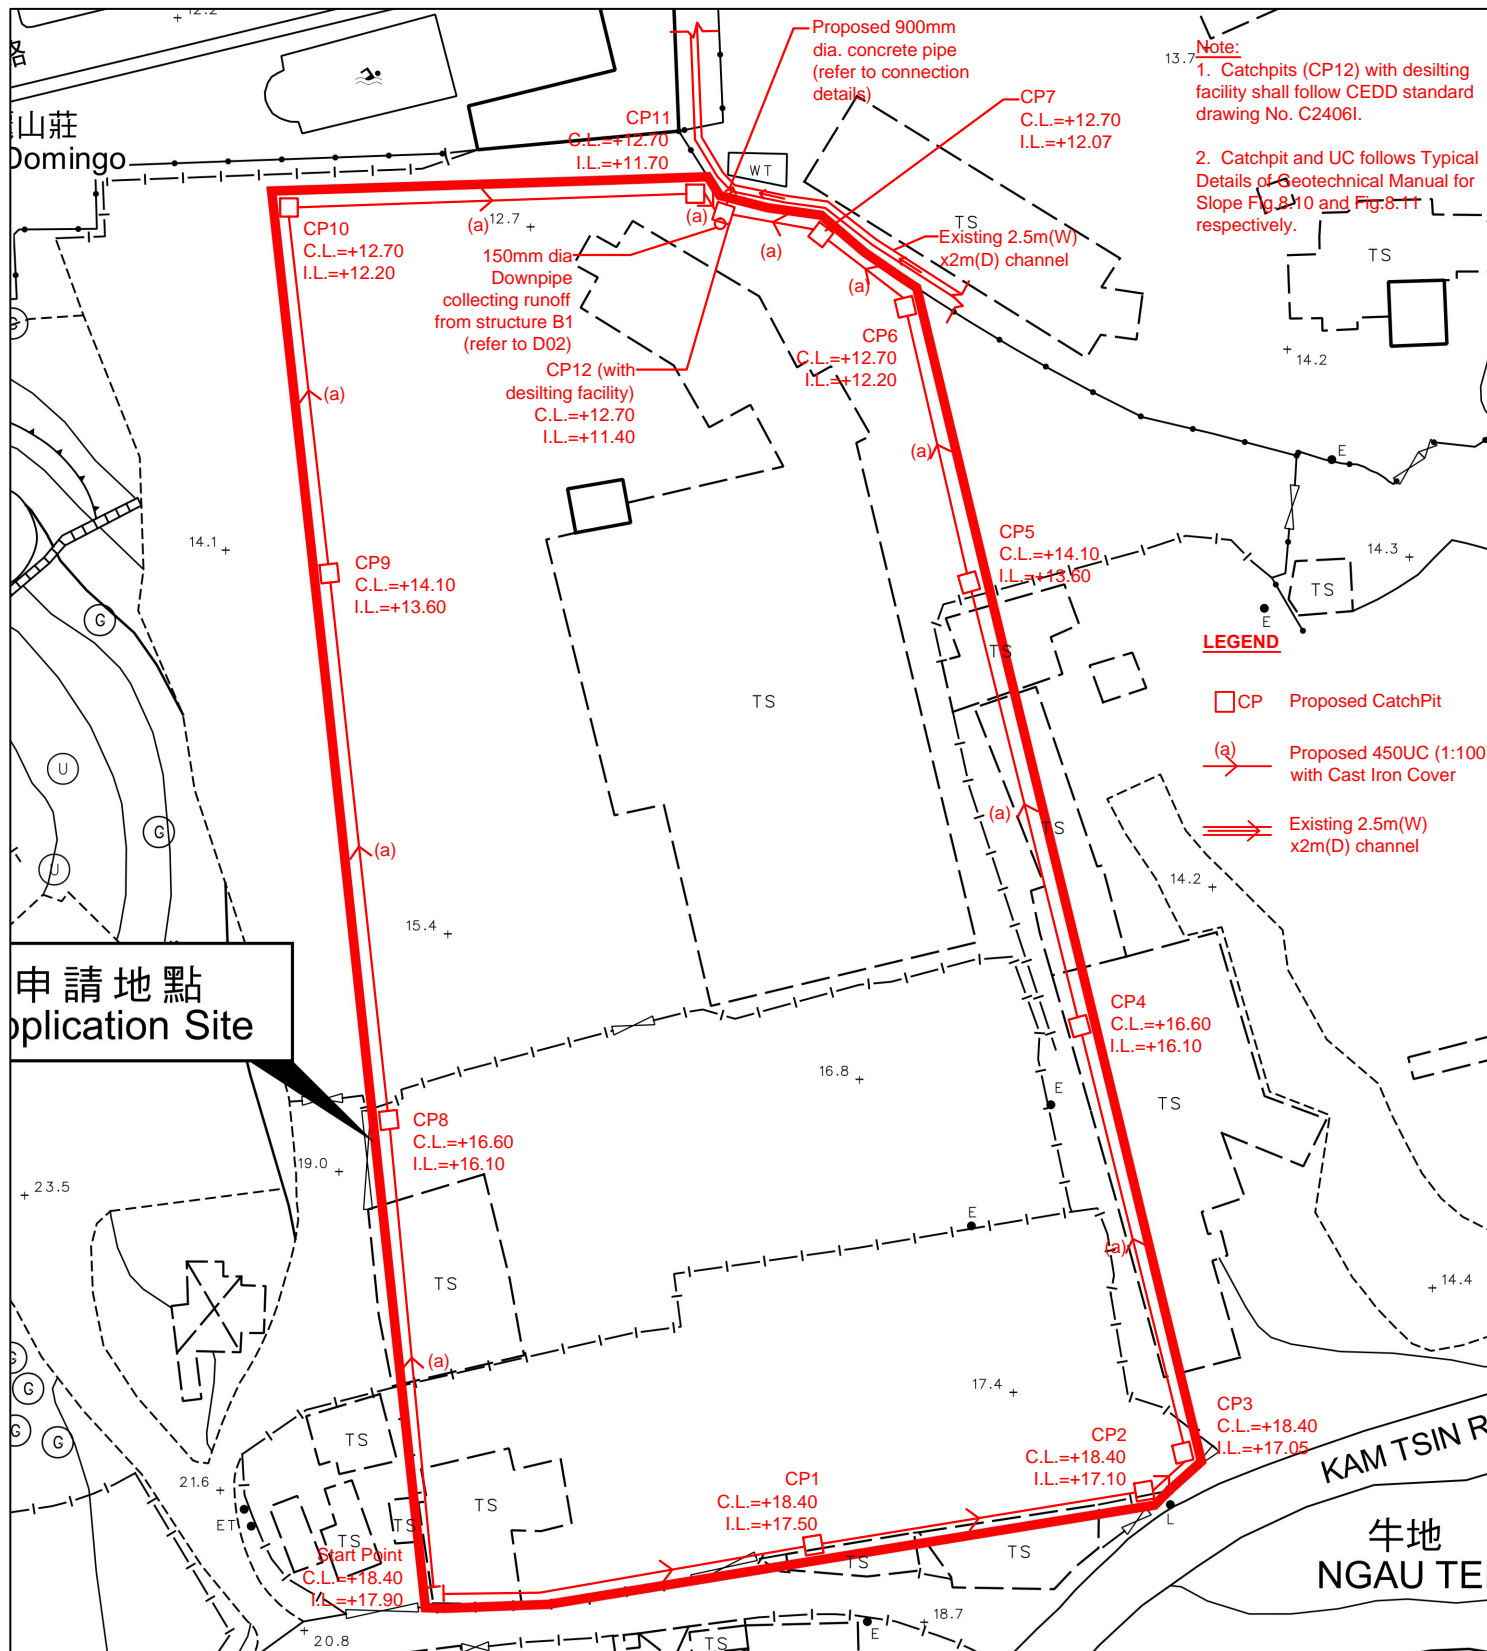 12.2
路
山莊
Domingo
Proposed 900mm
dia. concrete pipe
(refer to connection
details)
13.7
Note:
1. Catchpits (CP12) with desilting
facility shall follow CEDD standard
drawing No. C2406I.
2. Catchpit and UC follows Typical
Details of Geotechnical Manual for
Slope Fig.8.10 and Fig.8.11
respectively.
CP11
C.L.=+12.70
I.L.=+11.70
CP7
C.L.=+12.70
I.L.=+12.07
WT
TS
TS
CP10
C.L.=+12.70
I.L.=+12.20
(a)
12.7
(a)
(a)
(a)
Existing 2.5m(W)
x2m(D) channel
150mm dia
Downpipe
collecting runoff
from structure B1
(refer to D02)
CP12 (with
desilting facility)
C.L.=+12.70
I.L.=+11.40
CP6
C.L.=+12.70
I.L.=+12.20
14.2
(a)
(a)
E
14.1
CP9
C.L.=+14.10
I.L.=+13.60
CP5
C.L.=+14.10
I.L.=+13.60
14.3
TS
E
G
G
TS
TS
LEGEND
CP Proposed CatchPit
(a) Proposed 450UC (1:100
with Cast Iron Cover
Existing 2.5m(W)
x2m(D) channel
U
G
U
(a)
(a)
TS
14.2
15.4
申請地點
pplication Site
CP4
C.L.=+16.60
I.L.=+16.10
16.8
E
TS
CP8
C.L.=+16.60
I.L.=+16.10
19.0
23.5
E
(a)
TS
14.4
(a)
17.4
G
G
G
G
TS
CP3
C.L.=+18.40
I.L.=+17.05
CP2
C.L.=+18.40
I.L.=+17.10
KAM TSIN R
21.6
ET
TS
TS
TS
CP1
C.L.=+18.40
I.L.=+17.50
L
Start Point
C.L.=+18.40
I.L.=+17.90
TS
TS
牛地
NGAU TE
20.8
TS
E
18.7